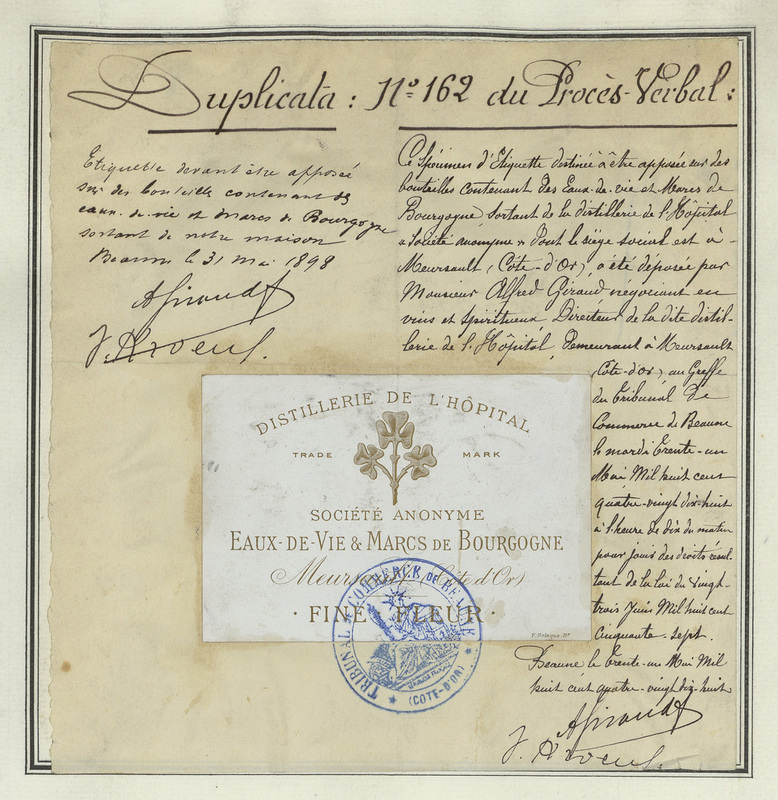 Duplicata : N° 162 du Procès-Verbal :
Etiquette devant être apposée
sur des bouteille contenant des
eaux-de-vie et Marcs de Bourgogne
sortant de notre maison
Beaune le 31 mai 1898
AGiraud
Ce Spécimen d'Etiquette destinée à être apposée sur des
bouteilles contenant des Eaux-de-vie et Marcs de
Bourgogne, sortant de la distillerie de l'Hôpital
« Société anonyme » dont le siège social est à
Meursault (Côte-d'Or), a été déposée par
Monsieur Alfred Giraud négociant en
vins et spiritueux Directeur de la dite distil-
lerie de l'Hôpital, demeurant à Meursault
(Côte-d'or) au Greffe
du Tribunal de
Commerce de Beaune
le mardi trente-un
Mai Mil huit cent
quatre-vingt dix-huit
à l'heure de dix du matin
pour jouir des droits résul-
tant de la loi du vingt-
trois Juin Mil huit cent
Cinquante-sept.
Beaune le trente-un Mai Mil
huit cent quatre-vingt dix-huit
AGiraud
DISTILLERIE DE L'HÔPITAL
TRADE MARK
SOCIÉTÉ ANONYME
EAUX-DE-VIE & MARCS DE BOURGOGNE
Meursault (Côte d'Or)
· FINE FLEUR ·
TRIBUNAL DE COMMERCE DE BEAUNE
(COTE-D'OR)